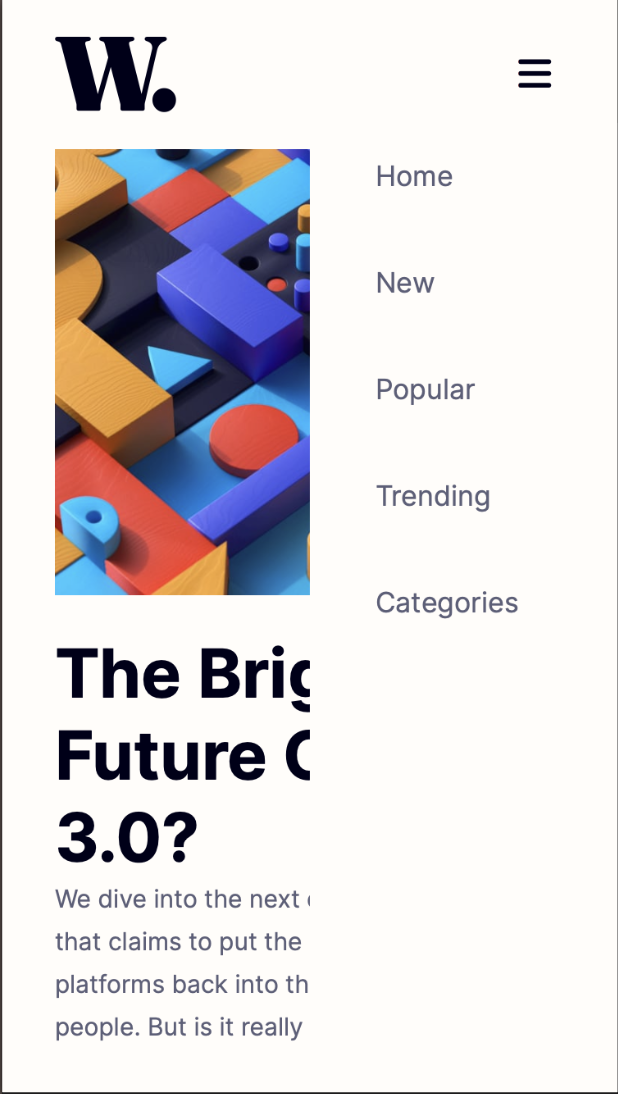 W.
Home
New
Popular
Trending
Categories
The Brig
Future
3.0?
We dive into the next
that claims to put the
platforms back into th
people. But is it really